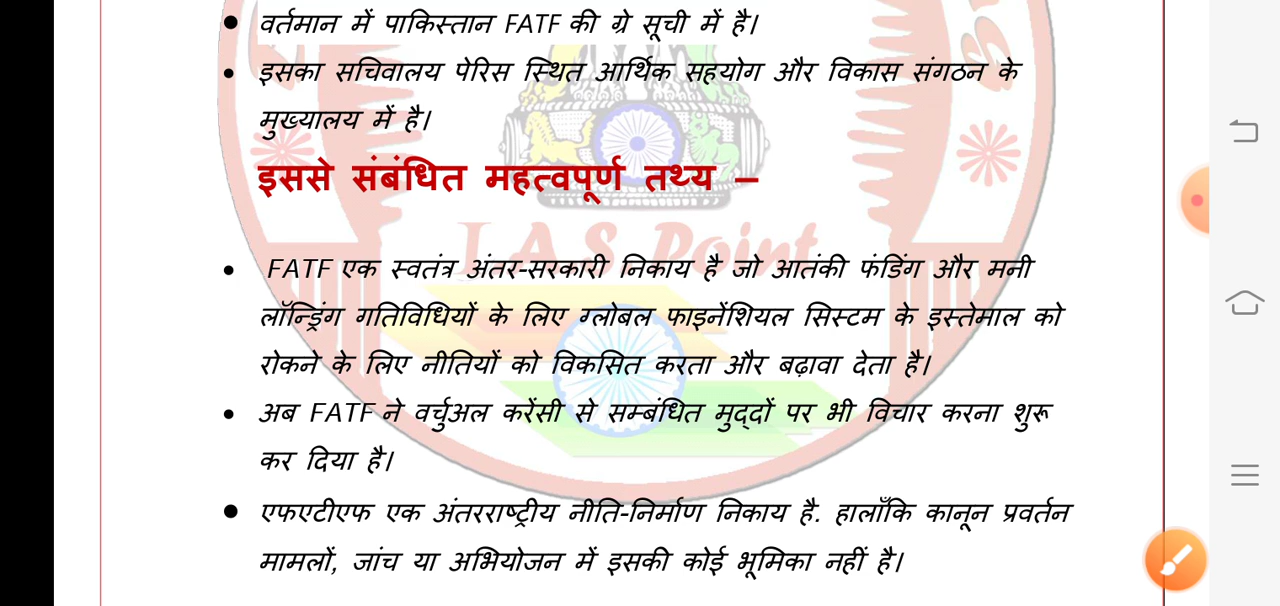 • वर्तमान में पाकिस्तान FATF की ग्रे सूची में है।
• इसका सचिवालय पेरिस स्थित आर्थिक सहयोग और विकास संगठन के
मुख्यालय में है।
इससे संबंधित महत्वपूर्ण तथ्य –
I.A.S Point
• FATF एक स्वतंत्र अंतर-सरकारी निकाय है जो आतंकी फंडिंग और मनी
लॉन्ड्रिंग गतिविधियों के लिए ग्लोबल फाइनेंशियल सिस्टम के इस्तेमाल को
रोकने के लिए नीतियों को विकसित करता और बढ़ावा देता है।
• अब FATF ने वर्चुअल करेंसी से सम्बंधित मुद्दों पर भी विचार करना शुरू
कर दिया है।
• एफएटीएफ एक अंतरराष्ट्रीय नीति-निर्माण निकाय है. हालाँकि कानून प्रवर्तन
मामलों, जांच या अभियोजन में इसकी कोई भूमिका नहीं है।